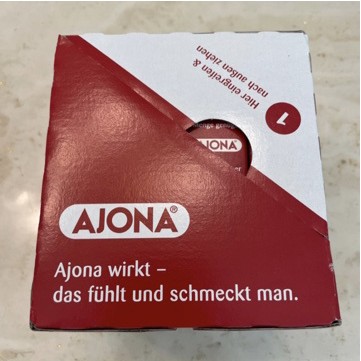 Hier eingreifen &
nach außen ziehen
1
AJONA®
AJONA®
Ajona wirkt –
das fühlt und schmeckt man.